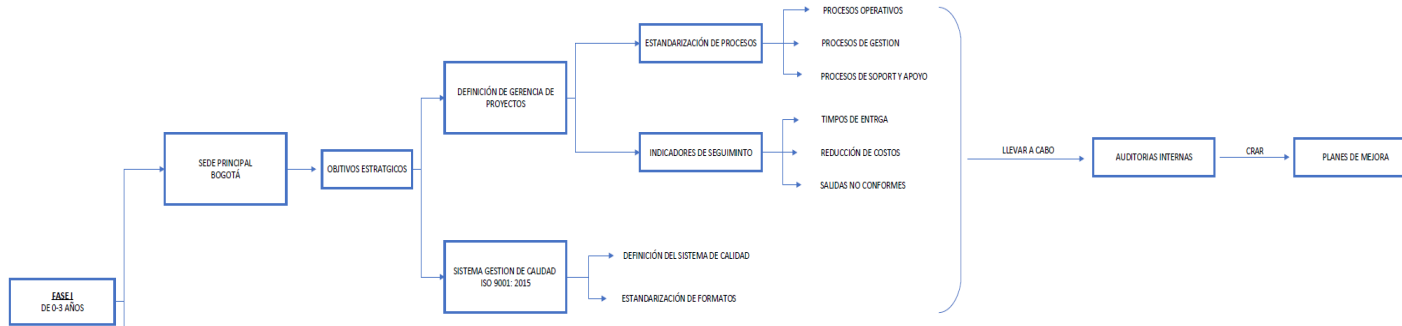 FASE I
DE 0-3 AÑOS
SEDE PRINCIPAL
BOGOTÁ
OBJTIVOS ESTRATGICOS
DEFINICIÓN DE GERENCIA DE
PROYECTOS
ESTANDARIZACIÓN DE PROCESOS
PROCESOS OPERATIVOS
PROCESOS DE GESTION
PROCESOS DE SOPORT Y APOYO
INDICADORES DE SEGUIMINTO
TIMPOS DE ENTRGA
REDUCCIÓN DE COSTOS
SALIDAS NO CONFORMES
SISTEMA GESTION DE CALIDAD
ISO 9001: 2015
DEFINICIÓN DEL SISTEMA DE CALIDAD
ESTANDARIZACIÓN DE FORMATOS
LLEVAR A CABO
AUDITORIAS INTERNAS
CRAR
PLANES DE MEJORA